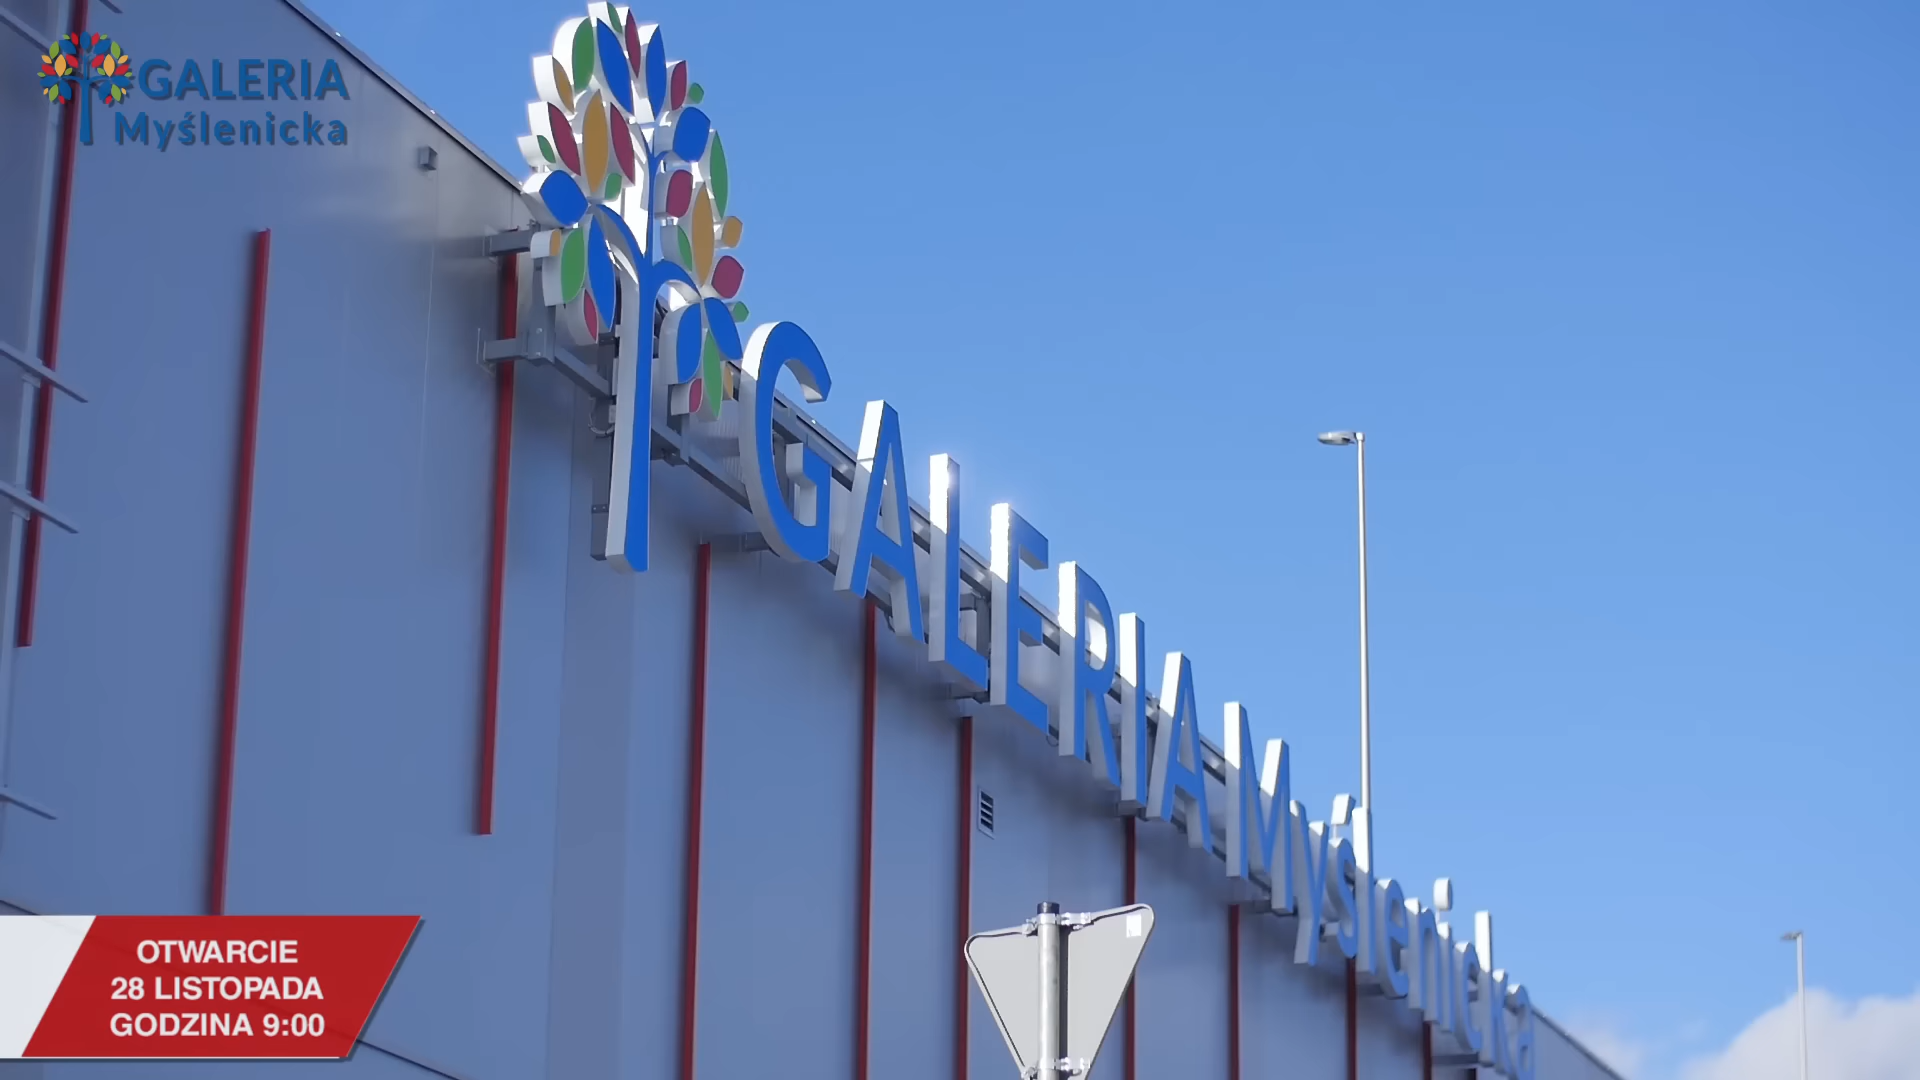 GALERIA
Myślenicka
GALERIA Myślenicka
OTWARCIE
28 LISTOPADA
GODZINA 9:00